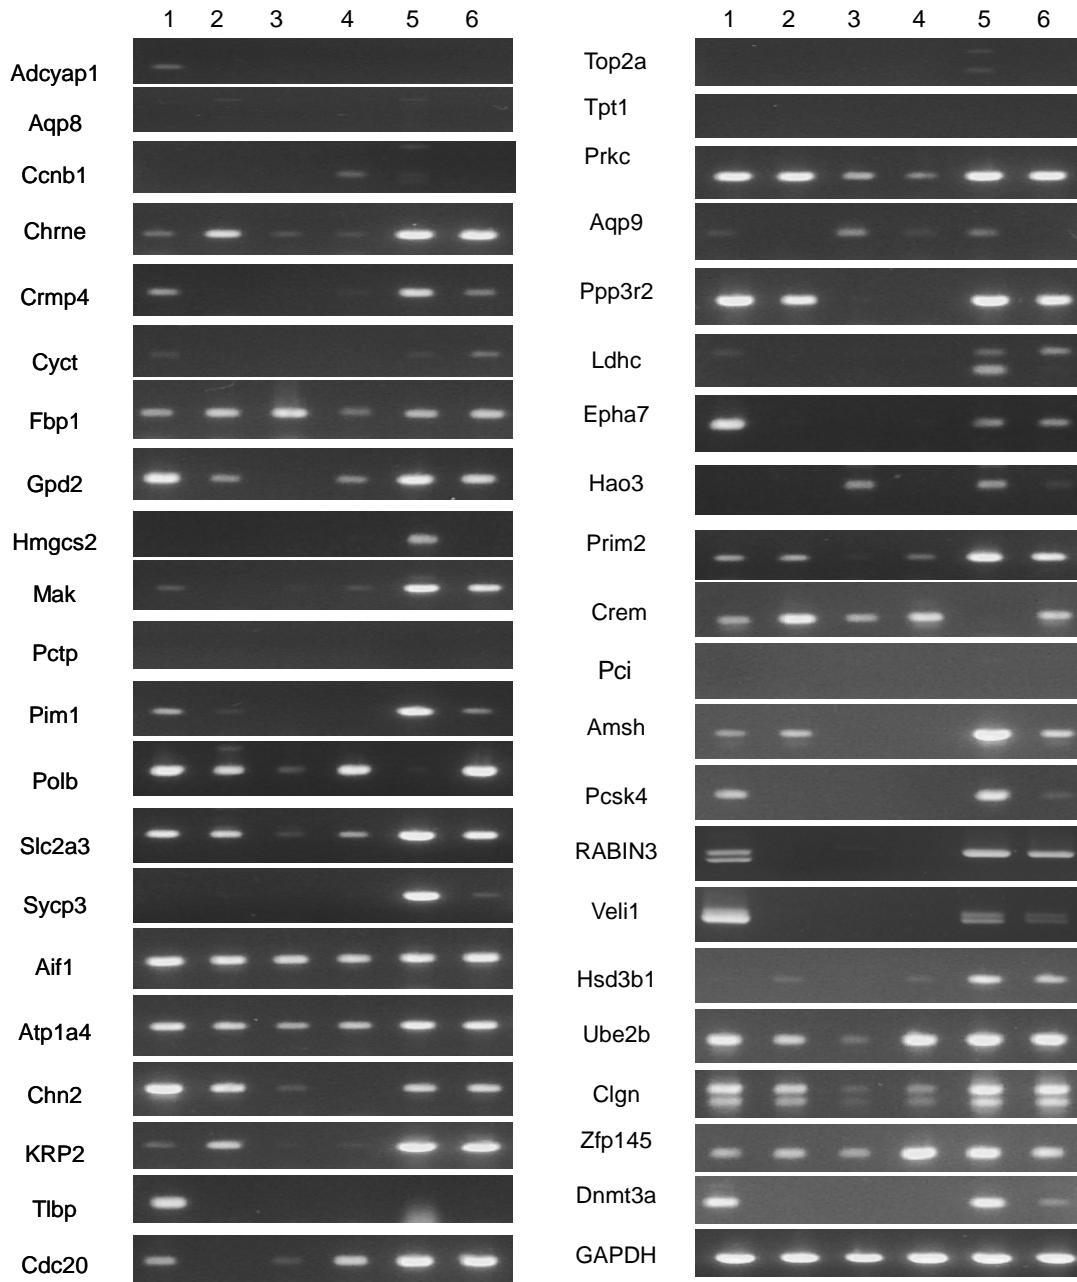 1 2 3 4 5 6
Adcyap1
Aqp8
Ccnb1
Chrne
Crmp4
Cyct
Fbp1
Gpd2
Hmgcs2
Mak
Pctp
Pim1
Polb
Slc2a3
Sycp3
Aif1
Atp1a4
Chn2
KRP2
Tlbp
Cdc20
1 2 3 4 5 6
Top2a
Tpt1
Prkc
Aqp9
Ppp3r2
Ldhc
Epha7
Hao3
Prim2
Crem
Pci
Amsh
Pcsk4
RABIN3
Veli1
Hsd3b1
Ube2b
Clgn
Zfp145
Dnmt3a
GAPDH